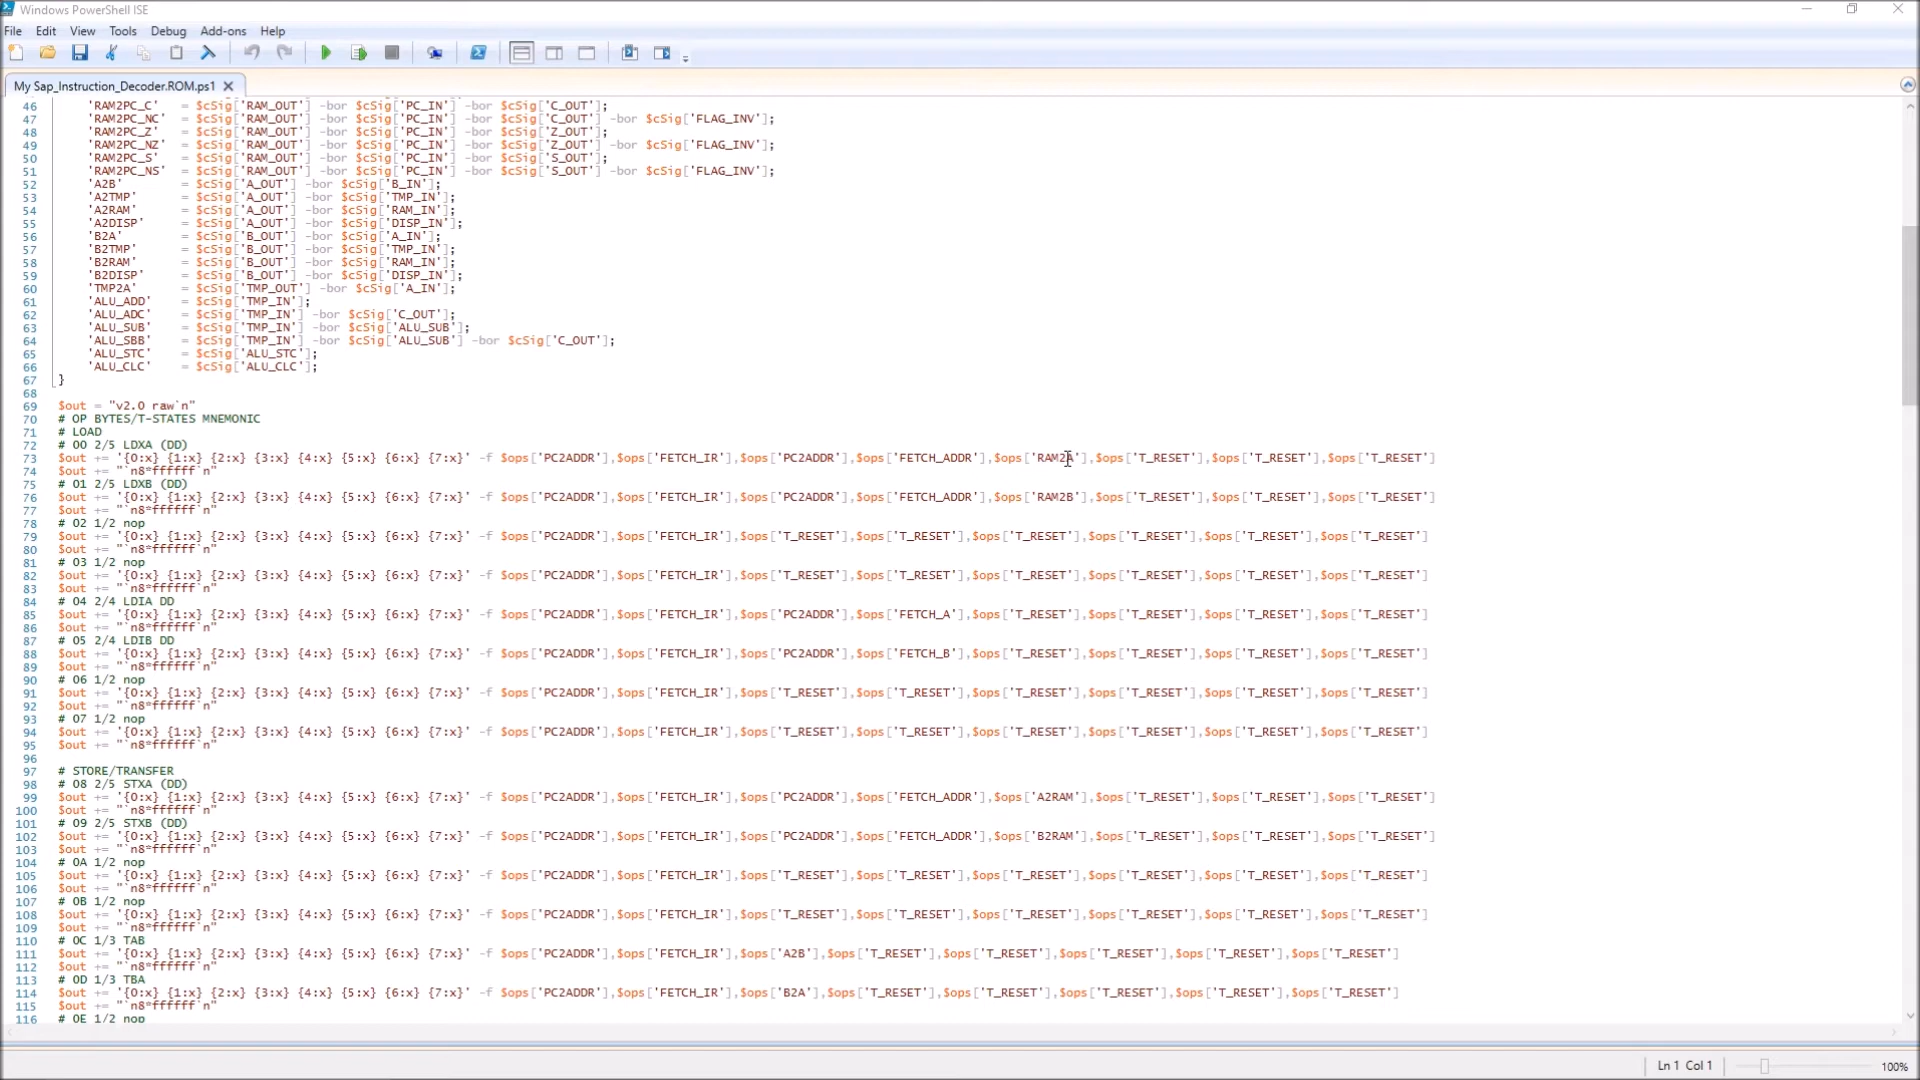 Windows PowerShell ISE
File Edit View Tools Debug Add-ons Help
My Sap_Instruction_Decoder.ROM.ps1
46 'RAM2PC_C' = $cSig['RAM_OUT'] -bor $cSig['PC_IN'] -bor $cSig['C_OUT'];
47 'RAM2PC_NC' = $cSig['RAM_OUT'] -bor $cSig['PC_IN'] -bor $cSig['C_OUT'] -bor $cSig['FLAG_INV'];
48 'RAM2PC_Z' = $cSig['RAM_OUT'] -bor $cSig['PC_IN'] -bor $cSig['Z_OUT'];
49 'RAM2PC_NZ' = $cSig['RAM_OUT'] -bor $cSig['PC_IN'] -bor $cSig['Z_OUT'] -bor $cSig['FLAG_INV'];
50 'RAM2PC_S' = $cSig['RAM_OUT'] -bor $cSig['PC_IN'] -bor $cSig['S_OUT'];
51 'RAM2PC_NS' = $cSig['RAM_OUT'] -bor $cSig['PC_IN'] -bor $cSig['S_OUT'] -bor $cSig['FLAG_INV'];
52 'A2B' = $cSig['A_OUT'] -bor $cSig['B_IN'];
53 'A2TMP' = $cSig['A_OUT'] -bor $cSig['TMP_IN'];
54 'A2RAM' = $cSig['A_OUT'] -bor $cSig['RAM_IN'];
55 'A2DISP' = $cSig['A_OUT'] -bor $cSig['DISP_IN'];
56 'B2A' = $cSig['B_OUT'] -bor $cSig['A_IN'];
57 'B2TMP' = $cSig['B_OUT'] -bor $cSig['TMP_IN'];
58 'B2RAM' = $cSig['B_OUT'] -bor $cSig['RAM_IN'];
59 'B2DISP' = $cSig['B_OUT'] -bor $cSig['DISP_IN'];
60 'TMP2A' = $cSig['TMP_OUT'] -bor $cSig['A_IN'];
61 'ALU_ADD' = $cSig['TMP_IN'];
62 'ALU_ADC' = $cSig['TMP_IN'] -bor $cSig['C_OUT'];
63 'ALU_SUB' = $cSig['TMP_IN'] -bor $cSig['ALU_SUB'];
64 'ALU_SBB' = $cSig['TMP_IN'] -bor $cSig['ALU_SUB'] -bor $cSig['C_OUT'];
65 'ALU_STC' = $cSig['ALU_STC'];
66 'ALU_CLC' = $cSig['ALU_CLC'];
67 }
68
69 $out = "v2.0 raw`n"
70 # OP BYTES/T-STATES MNEMONIC
71 # LOAD
72 # 00 2/5 LDXA (DD)
73 $out += '{0:x} {1:x} {2:x} {3:x} {4:x} {5:x} {6:x} {7:x}' -f $ops['PC2ADDR'],$ops['FETCH_IR'],$ops['PC2ADDR'],$ops['FETCH_ADDR'],$ops['RAM2A'],$ops['T_RESET'],$ops['T_RESET'],$ops['T_RESET']
74 $out += "`n8*ffffff`n"
75 # 01 2/5 LDXB (DD)
76 $out += '{0:x} {1:x} {2:x} {3:x} {4:x} {5:x} {6:x} {7:x}' -f $ops['PC2ADDR'],$ops['FETCH_IR'],$ops['PC2ADDR'],$ops['FETCH_ADDR'],$ops['RAM2B'],$ops['T_RESET'],$ops['T_RESET'],$ops['T_RESET']
77 $out += "`n8*ffffff`n"
78 # 02 1/2 nop
79 $out += '{0:x} {1:x} {2:x} {3:x} {4:x} {5:x} {6:x} {7:x}' -f $ops['PC2ADDR'],$ops['FETCH_IR'],$ops['T_RESET'],$ops['T_RESET'],$ops['T_RESET'],$ops['T_RESET'],$ops['T_RESET'],$ops['T_RESET']
80 $out += "`n8*ffffff`n"
81 # 03 1/2 nop
82 $out += '{0:x} {1:x} {2:x} {3:x} {4:x} {5:x} {6:x} {7:x}' -f $ops['PC2ADDR'],$ops['FETCH_IR'],$ops['T_RESET'],$ops['T_RESET'],$ops['T_RESET'],$ops['T_RESET'],$ops['T_RESET'],$ops['T_RESET']
83 $out += "`n8*ffffff`n"
84 # 04 2/4 LDIA DD
85 $out += '{0:x} {1:x} {2:x} {3:x} {4:x} {5:x} {6:x} {7:x}' -f $ops['PC2ADDR'],$ops['FETCH_IR'],$ops['PC2ADDR'],$ops['FETCH_A'],$ops['T_RESET'],$ops['T_RESET'],$ops['T_RESET'],$ops['T_RESET']
86 $out += "`n8*ffffff`n"
87 # 05 2/4 LDIB DD
88 $out += '{0:x} {1:x} {2:x} {3:x} {4:x} {5:x} {6:x} {7:x}' -f $ops['PC2ADDR'],$ops['FETCH_IR'],$ops['PC2ADDR'],$ops['FETCH_B'],$ops['T_RESET'],$ops['T_RESET'],$ops['T_RESET'],$ops['T_RESET']
89 $out += "`n8*ffffff`n"
90 # 06 1/2 nop
91 $out += '{0:x} {1:x} {2:x} {3:x} {4:x} {5:x} {6:x} {7:x}' -f $ops['PC2ADDR'],$ops['FETCH_IR'],$ops['T_RESET'],$ops['T_RESET'],$ops['T_RESET'],$ops['T_RESET'],$ops['T_RESET'],$ops['T_RESET']
92 $out += "`n8*ffffff`n"
93 # 07 1/2 nop
94 $out += '{0:x} {1:x} {2:x} {3:x} {4:x} {5:x} {6:x} {7:x}' -f $ops['PC2ADDR'],$ops['FETCH_IR'],$ops['T_RESET'],$ops['T_RESET'],$ops['T_RESET'],$ops['T_RESET'],$ops['T_RESET'],$ops['T_RESET']
95 $out += "`n8*ffffff`n"
96
97 # STORE/TRANSFER
98 # 08 2/5 STXA (DD)
99 $out += '{0:x} {1:x} {2:x} {3:x} {4:x} {5:x} {6:x} {7:x}' -f $ops['PC2ADDR'],$ops['FETCH_IR'],$ops['PC2ADDR'],$ops['FETCH_ADDR'],$ops['A2RAM'],$ops['T_RESET'],$ops['T_RESET'],$ops['T_RESET']
100 $out += "`n8*ffffff`n"
101 # 09 2/5 STXB (DD)
102 $out += '{0:x} {1:x} {2:x} {3:x} {4:x} {5:x} {6:x} {7:x}' -f $ops['PC2ADDR'],$ops['FETCH_IR'],$ops['PC2ADDR'],$ops['FETCH_ADDR'],$ops['B2RAM'],$ops['T_RESET'],$ops['T_RESET'],$ops['T_RESET']
103 $out += "`n8*ffffff`n"
104 # 0A 1/2 nop
105 $out += '{0:x} {1:x} {2:x} {3:x} {4:x} {5:x} {6:x} {7:x}' -f $ops['PC2ADDR'],$ops['FETCH_IR'],$ops['T_RESET'],$ops['T_RESET'],$ops['T_RESET'],$ops['T_RESET'],$ops['T_RESET'],$ops['T_RESET']
106 $out += "`n8*ffffff`n"
107 # 0B 1/2 nop
108 $out += '{0:x} {1:x} {2:x} {3:x} {4:x} {5:x} {6:x} {7:x}' -f $ops['PC2ADDR'],$ops['FETCH_IR'],$ops['T_RESET'],$ops['T_RESET'],$ops['T_RESET'],$ops['T_RESET'],$ops['T_RESET'],$ops['T_RESET']
109 $out += "`n8*ffffff`n"
110 # 0C 1/3 TAB
111 $out += '{0:x} {1:x} {2:x} {3:x} {4:x} {5:x} {6:x} {7:x}' -f $ops['PC2ADDR'],$ops['FETCH_IR'],$ops['A2B'],$ops['T_RESET'],$ops['T_RESET'],$ops['T_RESET'],$ops['T_RESET'],$ops['T_RESET']
112 $out += "`n8*ffffff`n"
113 # 0D 1/3 TBA
114 $out += '{0:x} {1:x} {2:x} {3:x} {4:x} {5:x} {6:x} {7:x}' -f $ops['PC2ADDR'],$ops['FETCH_IR'],$ops['B2A'],$ops['T_RESET'],$ops['T_RESET'],$ops['T_RESET'],$ops['T_RESET'],$ops['T_RESET']
115 $out += "`n8*ffffff`n"
116 # 0E 1/2 nop
Ln 1 Col 1 100%